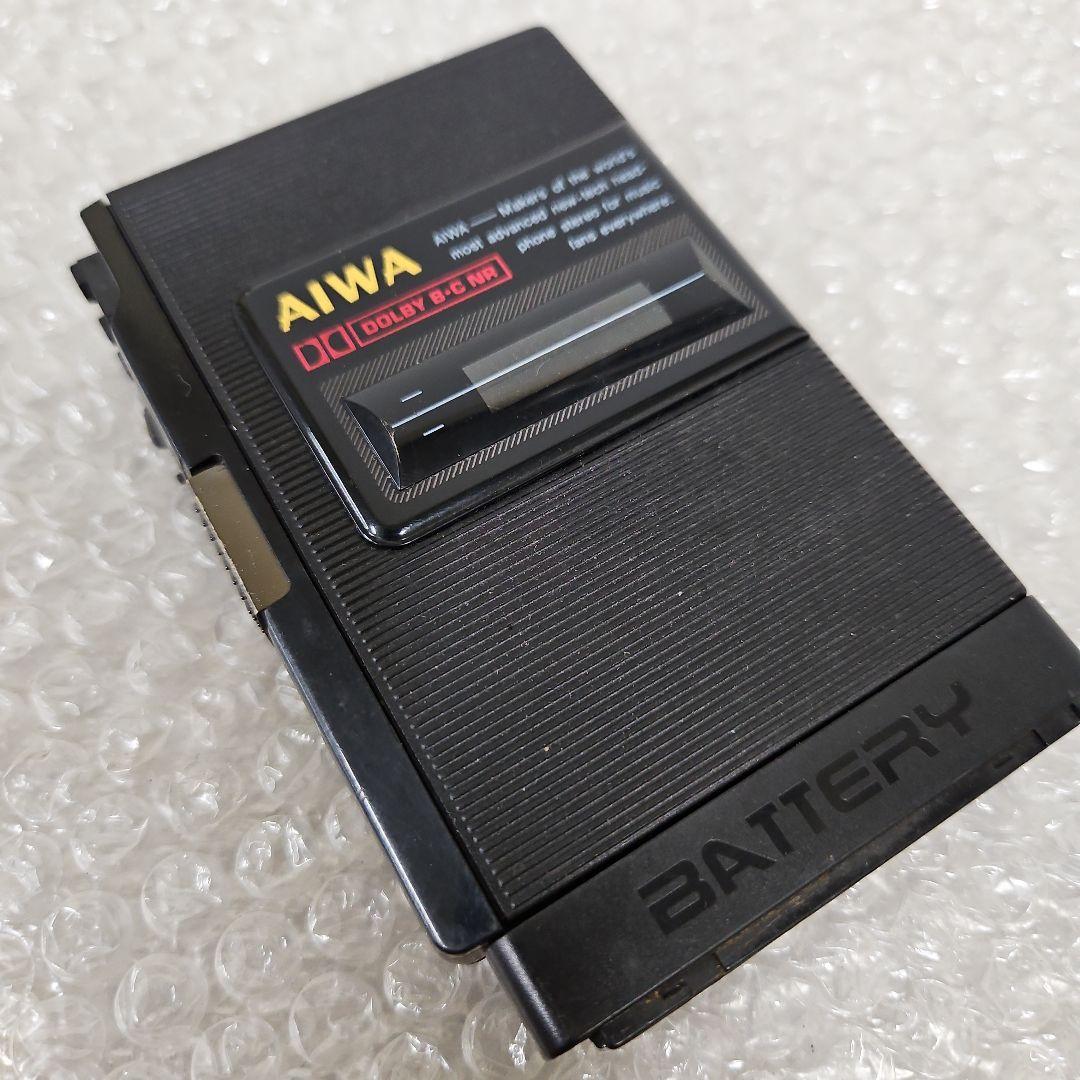 AIWA
DOLBY B·C NR
AIWA — Makers of the world's
most advanced new-tech head-
phone stereo for music
fans everywhere.
BATTERY